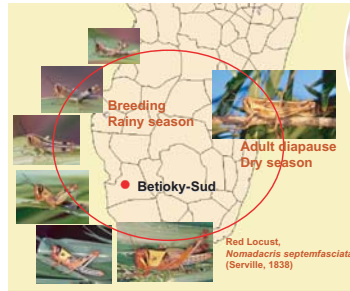 Breeding
Rainy season
Adult diapause
Dry season
Betioky-Sud
Red Locust,
Nomadacris septemfasciata
(Serville, 1838)